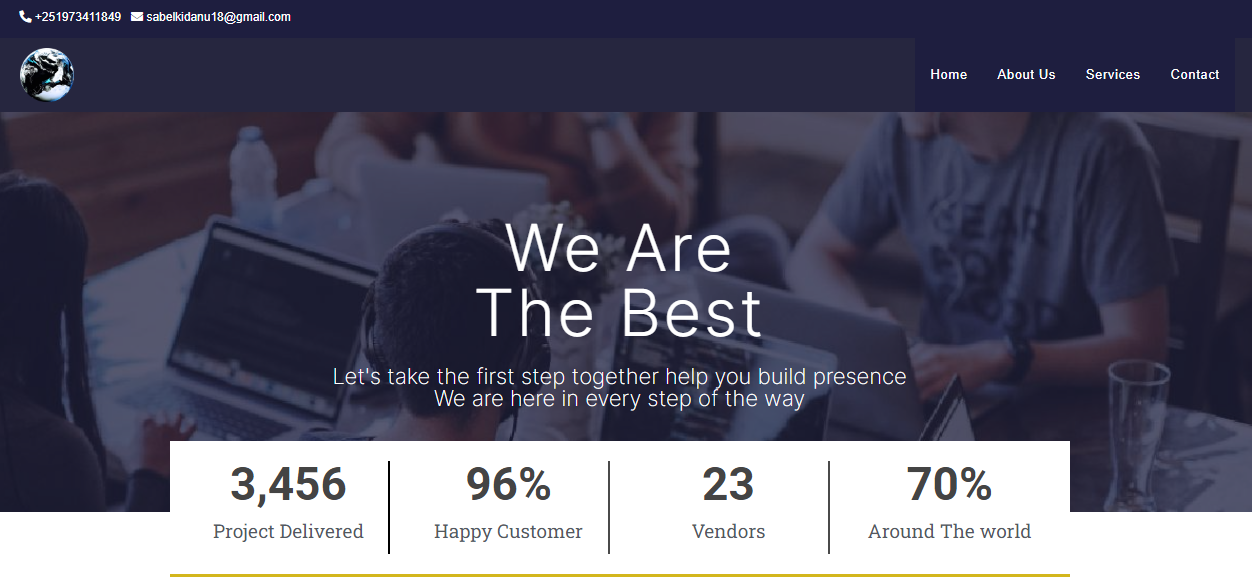 +251973411849 sabelkidanu18@gmail.com
Home About Us Services Contact
We Are
The Best
Let's take the first step together help you build presence
We are here in every step of the way
3,456 96% 23 70%
Project Delivered Happy Customer Vendors Around The world